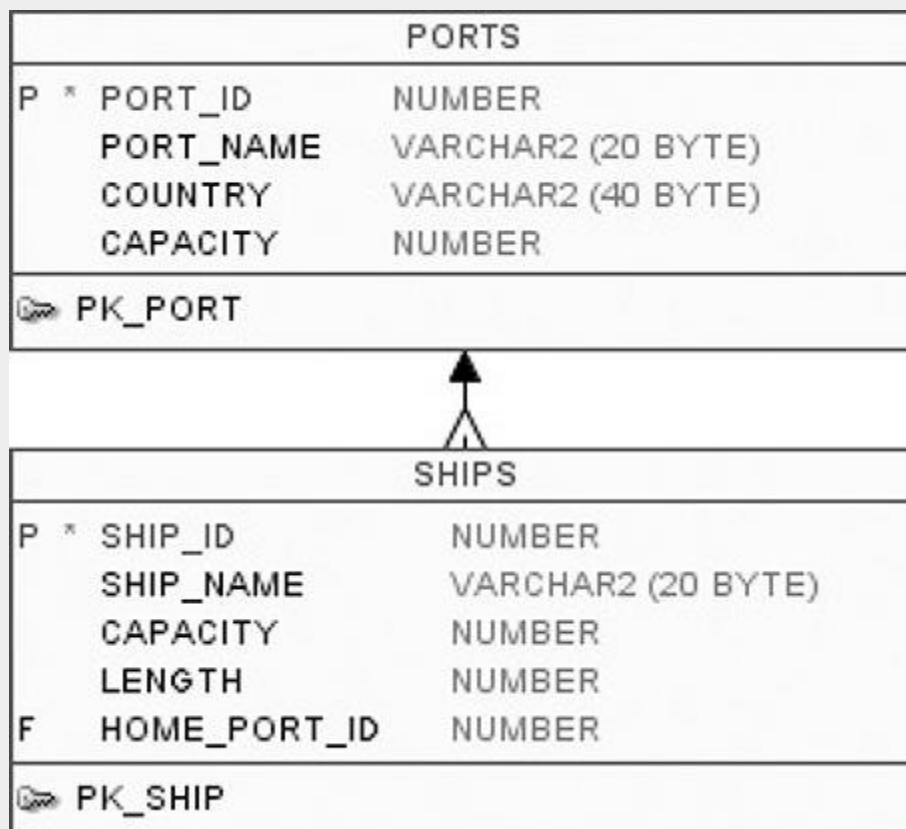 PORTS
P * PORT_ID NUMBER
PORT_NAME VARCHAR2 (20 BYTE)
COUNTRY VARCHAR2 (40 BYTE)
CAPACITY NUMBER
PK_PORT
SHIPS
P * SHIP_ID NUMBER
SHIP_NAME VARCHAR2 (20 BYTE)
CAPACITY NUMBER
LENGTH NUMBER
F HOME_PORT_ID NUMBER
PK_SHIP